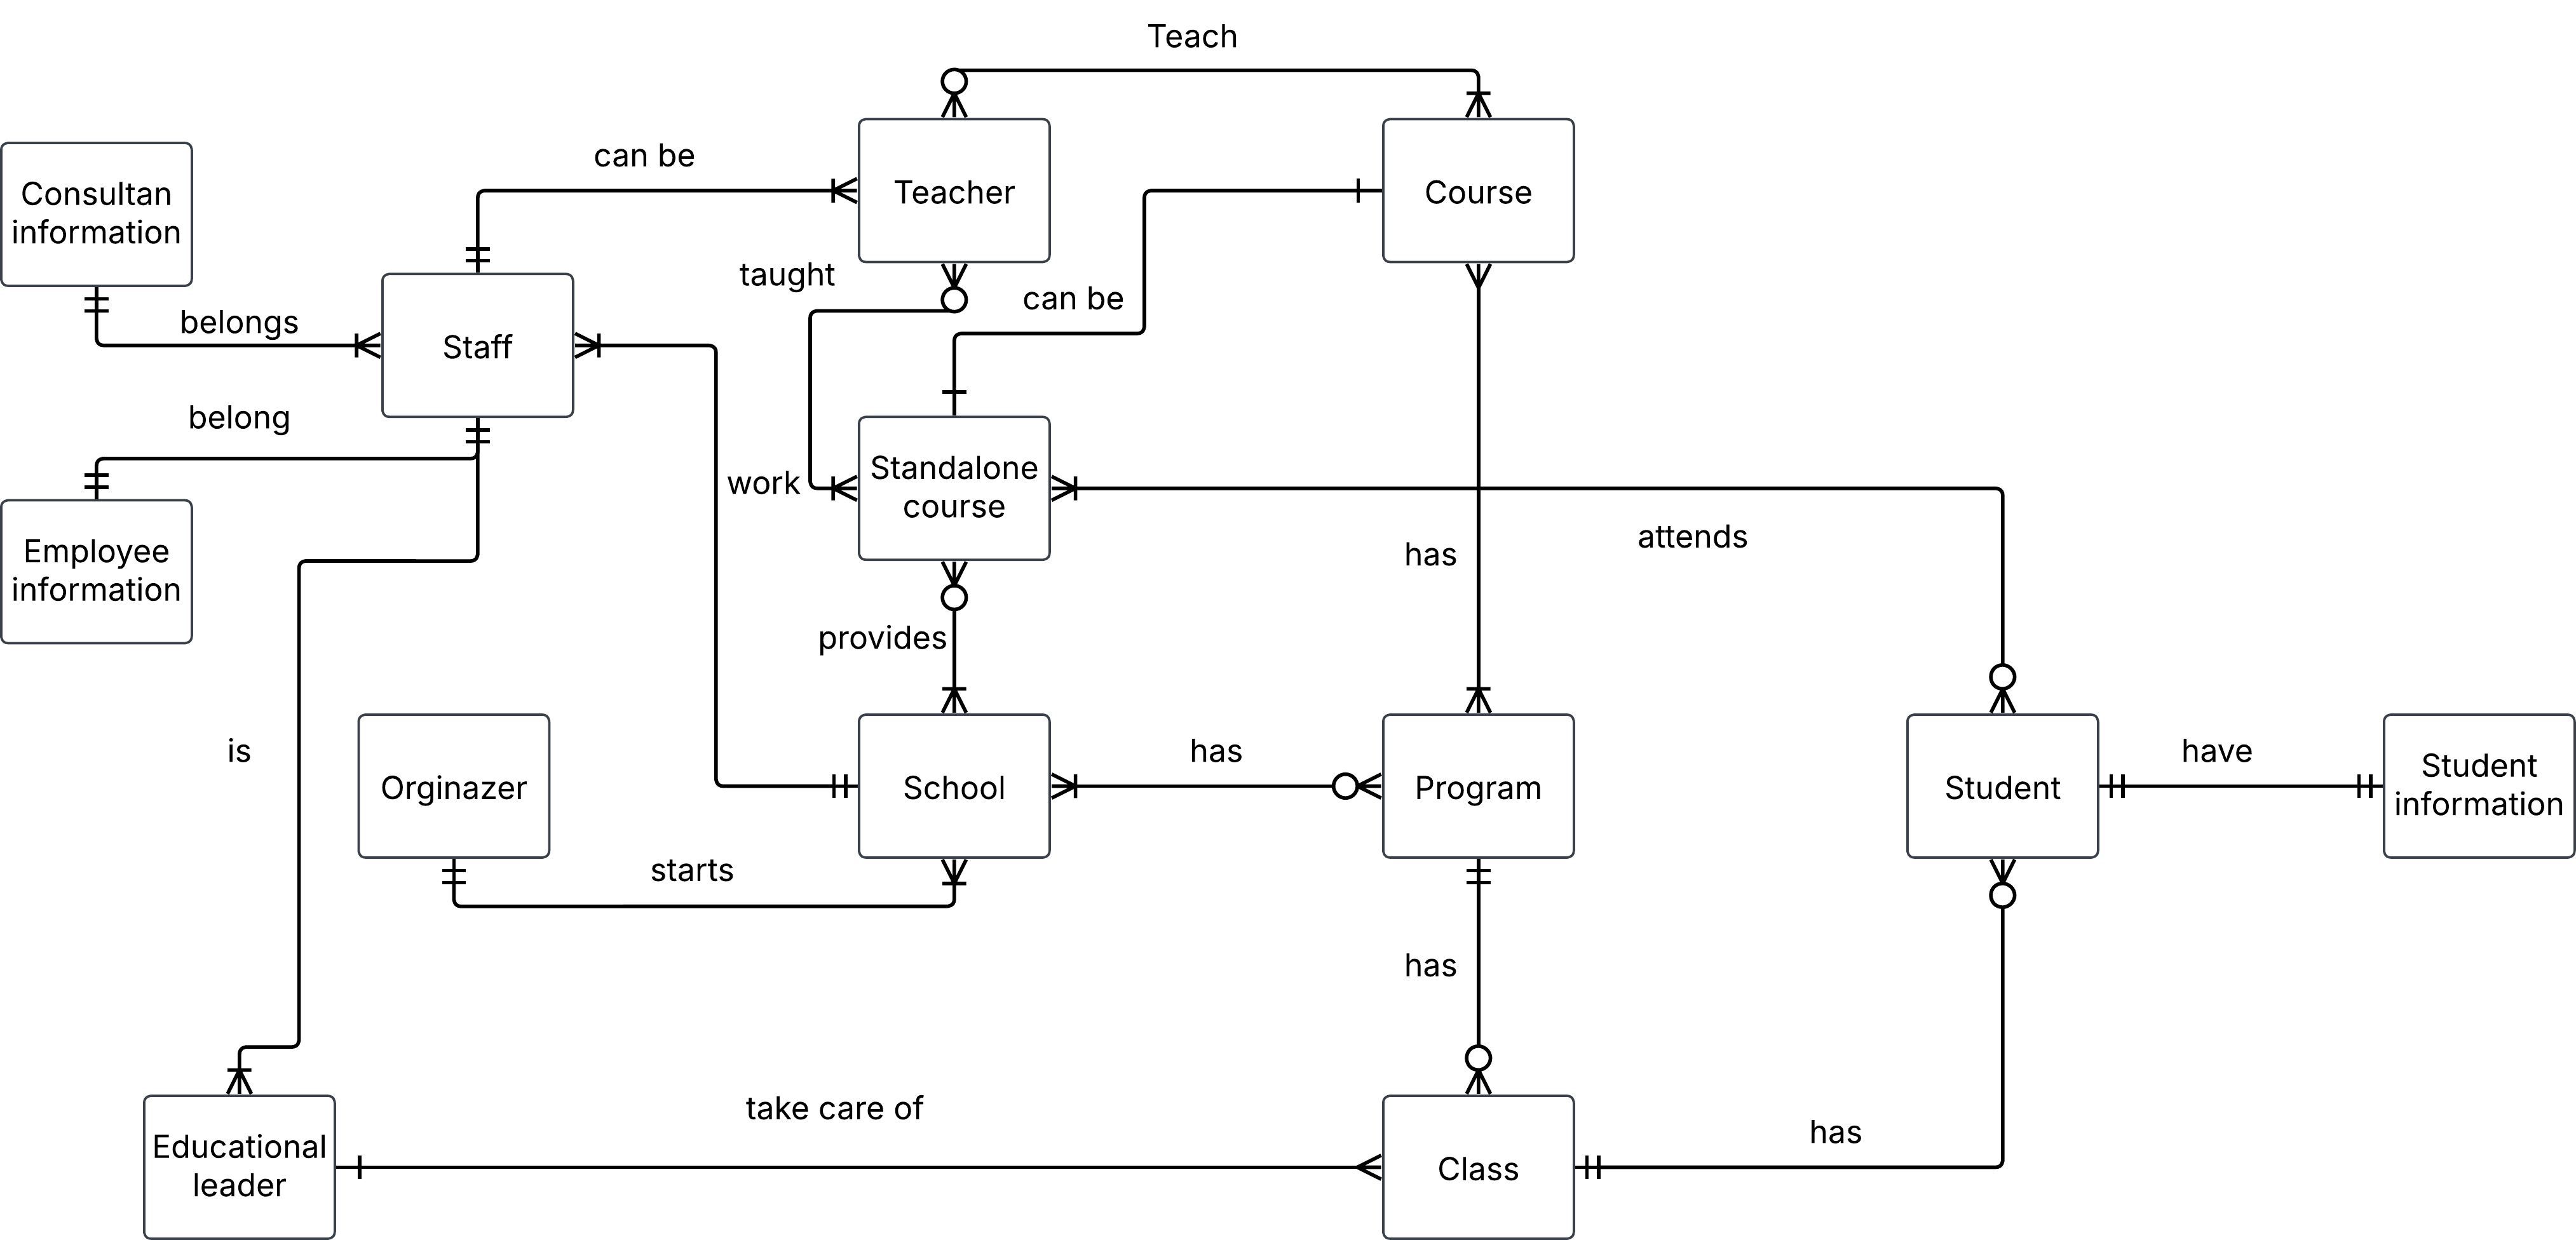 Teach
can be
Consultan
information
Teacher
Course
taught
can be
belongs
Staff
belong
Standalone
course
work
attends
has
Employee
information
provides
is
has
have
Orginazer
School
Program
Student
Student
information
starts
has
take care of
has
Educational
leader
Class